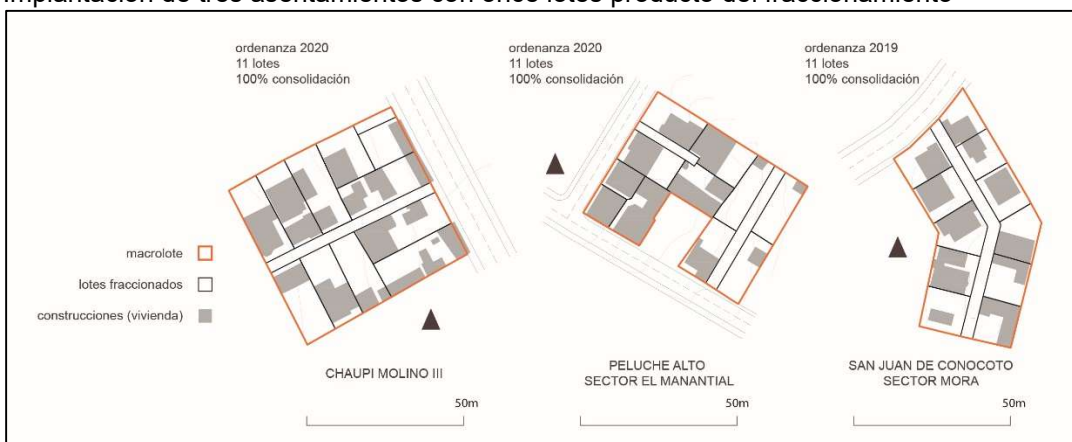 Implantación de tres asentamientos con once lotes producto del fraccionamiento
ordenanza 2020
11 lotes
100% consolidación
ordenanza 2020
11 lotes
100% consolidación
ordenanza 2019
11 lotes
100% consolidación
macrolote
lotes fraccionados
construcciones (vivienda)
CHAUPI MOLINO III
PELUCHE ALTO
SECTOR EL MANANTIAL
SAN JUAN DE CONOCOTO
SECTOR MORA
50m
50m
50m